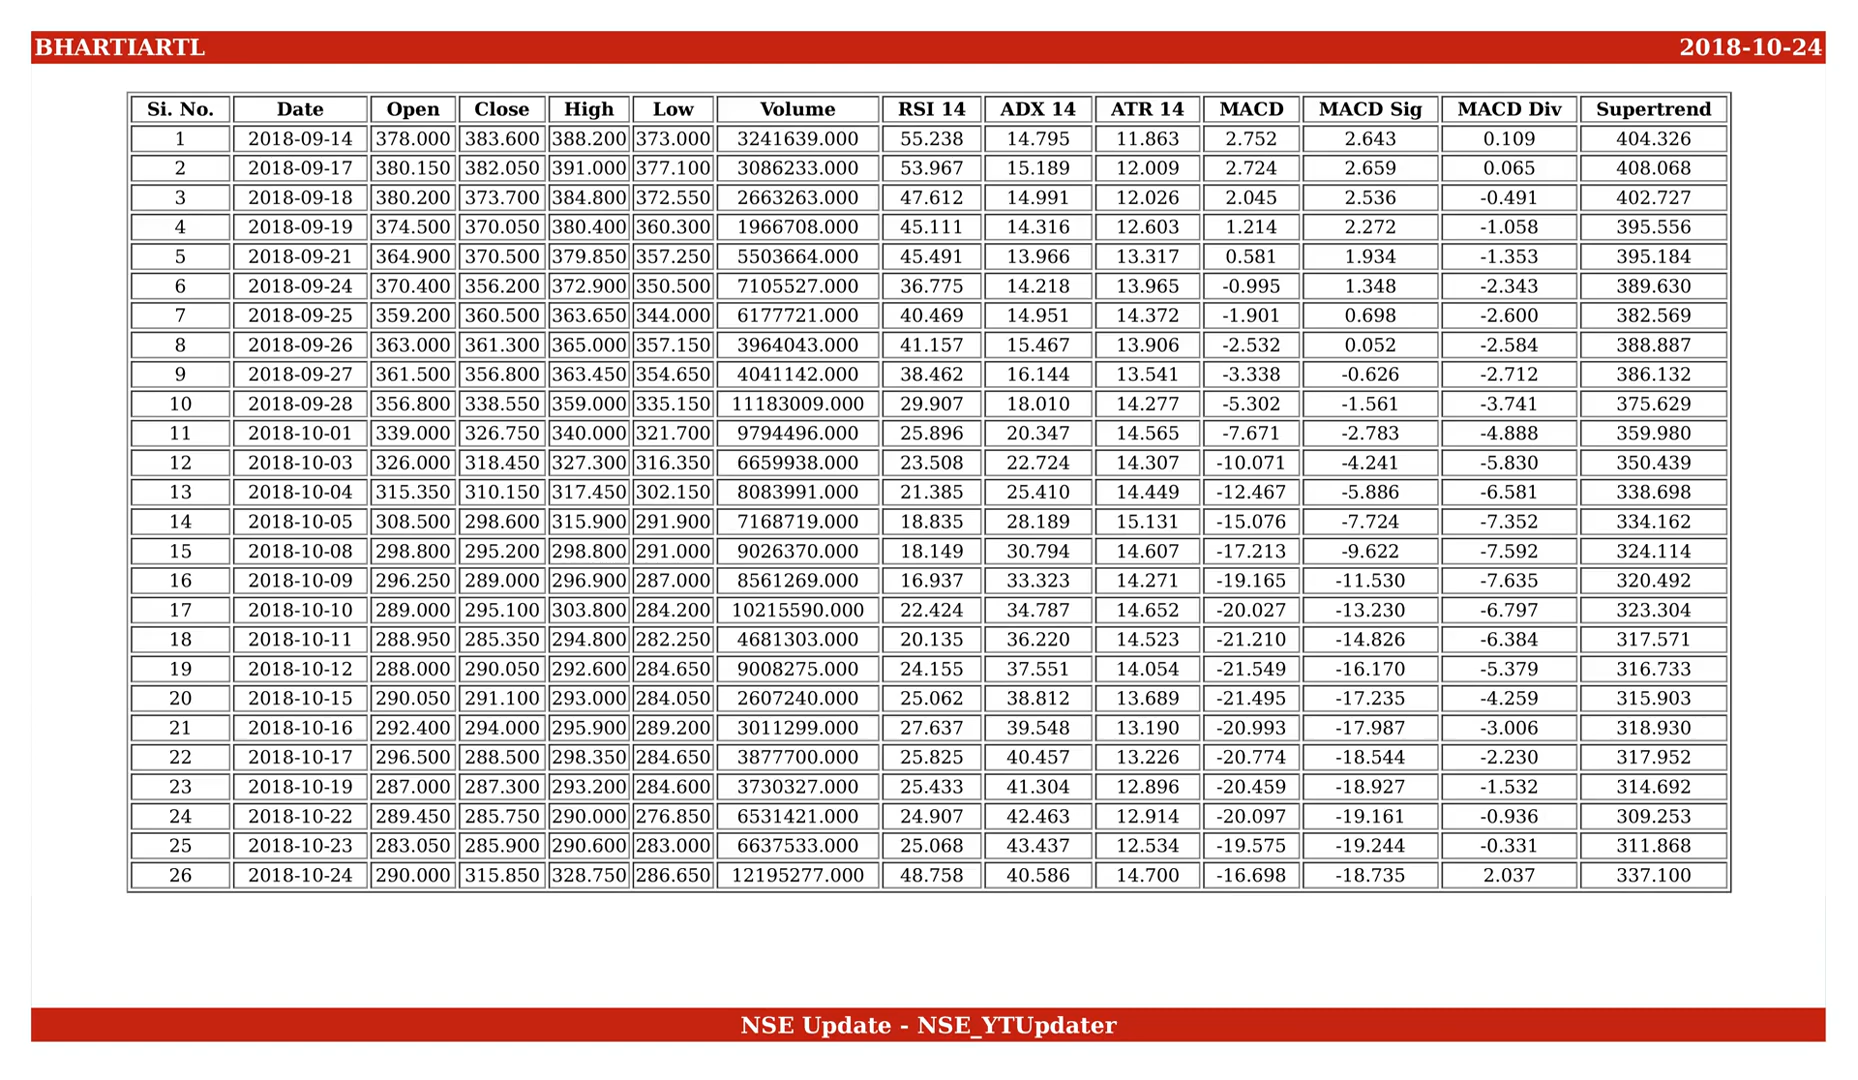 BHARTIARTL 2018-10-24
Si. No. Date Open Close High Low Volume RSI 14 ADX 14 ATR 14 MACD MACD Sig MACD Div Supertrend
1 2018-09-14 378.000 383.600 388.200 373.000 3241639.000 55.238 14.795 11.863 2.752 2.643 0.109 404.326
2 2018-09-17 380.150 382.050 391.000 377.100 3086233.000 53.967 15.189 12.009 2.724 2.659 0.065 408.068
3 2018-09-18 380.200 373.700 384.800 372.550 2663263.000 47.612 14.991 12.026 2.045 2.536 -0.491 402.727
4 2018-09-19 374.500 370.050 380.400 360.300 1966708.000 45.111 14.316 12.603 1.214 2.272 -1.058 395.556
5 2018-09-21 364.900 370.500 379.850 357.250 5503664.000 45.491 13.966 13.317 0.581 1.934 -1.353 395.184
6 2018-09-24 370.400 356.200 372.900 350.500 7105527.000 36.775 14.218 13.965 -0.995 1.348 -2.343 389.630
7 2018-09-25 359.200 360.500 363.650 344.000 6177721.000 40.469 14.951 14.372 -1.901 0.698 -2.600 382.569
8 2018-09-26 363.000 361.300 365.000 357.150 3964043.000 41.157 15.467 13.906 -2.532 0.052 -2.584 388.887
9 2018-09-27 361.500 356.800 363.450 354.650 4041142.000 38.462 16.144 13.541 -3.338 -0.626 -2.712 386.132
10 2018-09-28 356.800 338.550 359.000 335.150 11183009.000 29.907 18.010 14.277 -5.302 -1.561 -3.741 375.629
11 2018-10-01 339.000 326.750 340.000 321.700 9794496.000 25.896 20.347 14.565 -7.671 -2.783 -4.888 359.980
12 2018-10-03 326.000 318.450 327.300 316.350 6659938.000 23.508 22.724 14.307 -10.071 -4.241 -5.830 350.439
13 2018-10-04 315.350 310.150 317.450 302.150 8083991.000 21.385 25.410 14.449 -12.467 -5.886 -6.581 338.698
14 2018-10-05 308.500 298.600 315.900 291.900 7168719.000 18.835 28.189 15.131 -15.076 -7.724 -7.352 334.162
15 2018-10-08 298.800 295.200 298.800 291.000 9026370.000 18.149 30.794 14.607 -17.213 -9.622 -7.592 324.114
16 2018-10-09 296.250 289.000 296.900 287.000 8561269.000 16.937 33.323 14.271 -19.165 -11.530 -7.635 320.492
17 2018-10-10 289.000 295.100 303.800 284.200 10215590.000 22.424 34.787 14.652 -20.027 -13.230 -6.797 323.304
18 2018-10-11 288.950 285.350 294.800 282.250 4681303.000 20.135 36.220 14.523 -21.210 -14.826 -6.384 317.571
19 2018-10-12 288.000 290.050 292.600 284.650 9008275.000 24.155 37.551 14.054 -21.549 -16.170 -5.379 316.733
20 2018-10-15 290.050 291.100 293.000 284.050 2607240.000 25.062 38.812 13.689 -21.495 -17.235 -4.259 315.903
21 2018-10-16 292.400 294.000 295.900 289.200 3011299.000 27.637 39.548 13.190 -20.993 -17.987 -3.006 318.930
22 2018-10-17 296.500 288.500 298.350 284.650 3877700.000 25.825 40.457 13.226 -20.774 -18.544 -2.230 317.952
23 2018-10-19 287.000 287.300 293.200 284.600 3730327.000 25.433 41.304 12.896 -20.459 -18.927 -1.532 314.692
24 2018-10-22 289.450 285.750 290.000 276.850 6531421.000 24.907 42.463 12.914 -20.097 -19.161 -0.936 309.253
25 2018-10-23 283.050 285.900 290.600 283.000 6637533.000 25.068 43.437 12.534 -19.575 -19.244 -0.331 311.868
26 2018-10-24 290.000 315.850 328.750 286.650 12195277.000 48.758 40.586 14.700 -16.698 -18.735 2.037 337.100
NSE Update - NSE_YTUpdater